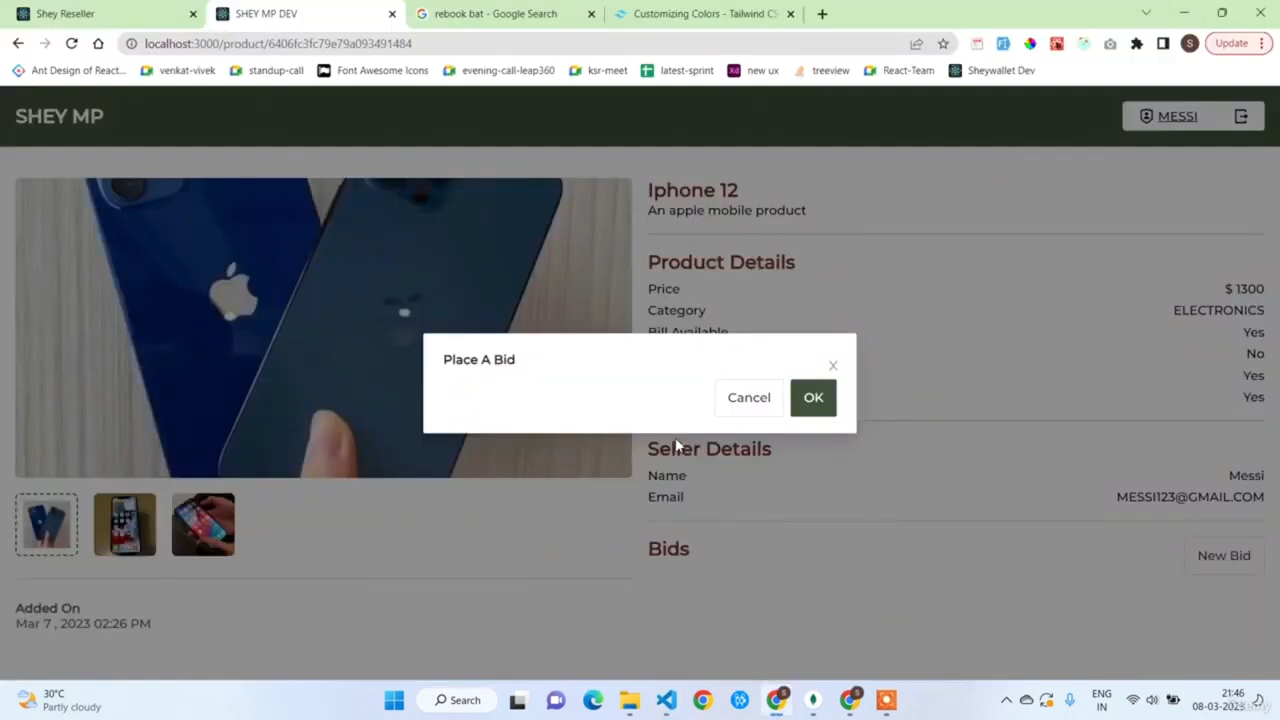 Shey Reseller
SHEY MP DEV
rebook bat - Google Search
Customizing Colors - Tailwind CS
localhost:3000/product/6406fc3fc79e79a093491484
S
Update
Ant Design of React...
venkat-vivek
standup-call
Font Awesome Icons
evening-call-leap360
ksr-meet
latest-sprint
Xd
new ux
treeview
React-Team
Sheywallet Dev
SHEY MP
MESSI
Iphone 12
An apple mobile product
Product Details
Price $ 1300
Category ELECTRONICS
Bill Available Yes
No
Yes
Yes
Place A Bid
X
Cancel
OK
Seller Details
Name Messi
Email MESSI123@GMAIL.COM
Bids
New Bid
Added On
Mar 7 , 2023 02:26 PM
30°C
Partly cloudy
Search
ENG
IN
21:46
08-03-2023